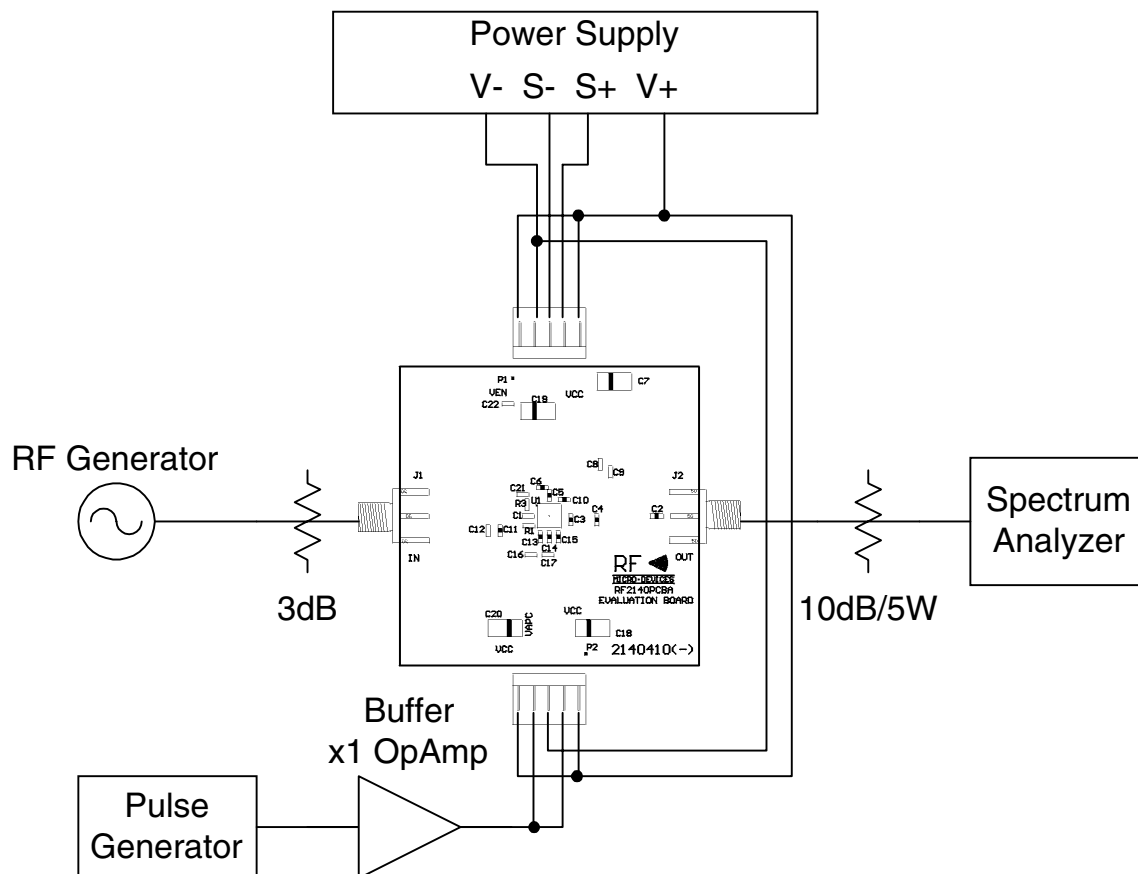 Power Supply
V- S- S+ V+
P1
VEN
C22
C19
VCC
C7
RF Generator
3dB
J1
IN
C21
R3
C1
C12
C11
R1
C13
C16
C6
C5
U1
C10
C3
C14
C15
C17
C8
C9
C4
C2
J2
OUT
RF
MICRO-DEVICES
RF2140PCBA
EVALUATION BOARD
C20
VAPC
VCC
VCC
C18
P2
2140410(-)
10dB/5W
Spectrum
Analyzer
Buffer
x1 OpAmp
Pulse
Generator